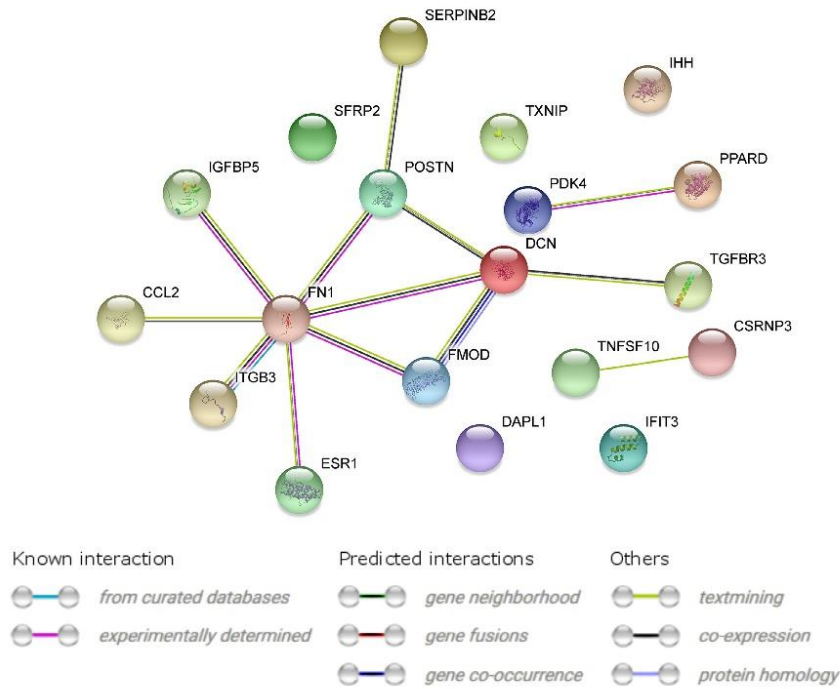 SERPINB2
IHH
SFRP2
TXNIP
IGFBP5
POSTN
PDK4
PPARD
DCN
TGFBR3
CCL2
FN1
CSRNP3
TNFSF10
FMOD
ITGB3
DAPL1
IFIT3
ESR1
Known interaction
Predicted interactions
Others
from curated databases
gene neighborhood
textmining
experimentally determined
gene fusions
co-expression
gene co-occurrence
protein homology